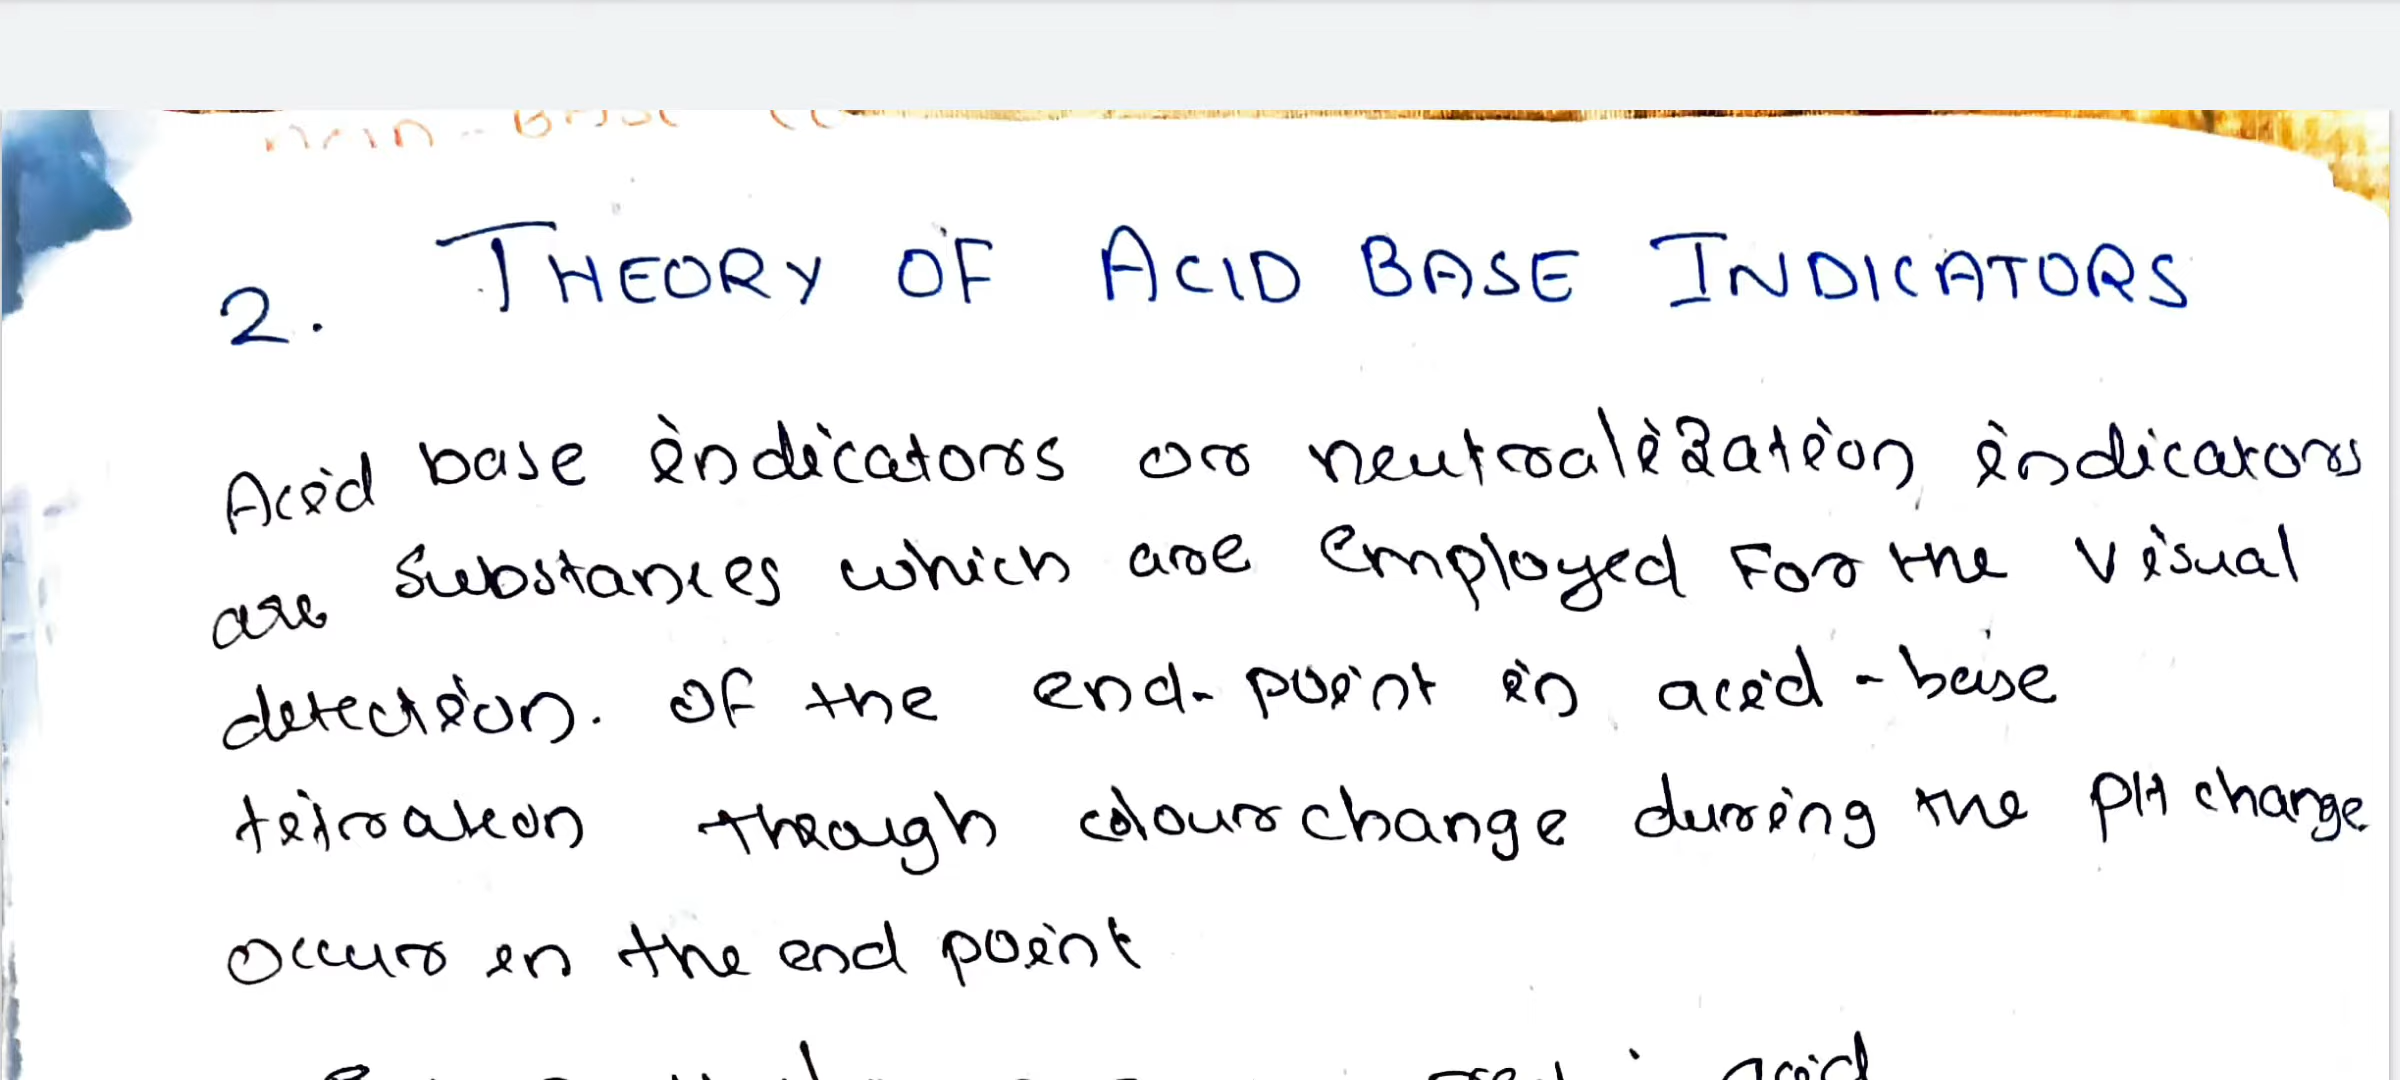 2. THEORY OF ACID BASE INDICATORS
Acid base indicators or neutralization indicators
are substances which are employed For the visual
detection. of the end-point in acid-base
titration through colour change during the PH change
occur in the end point
acid